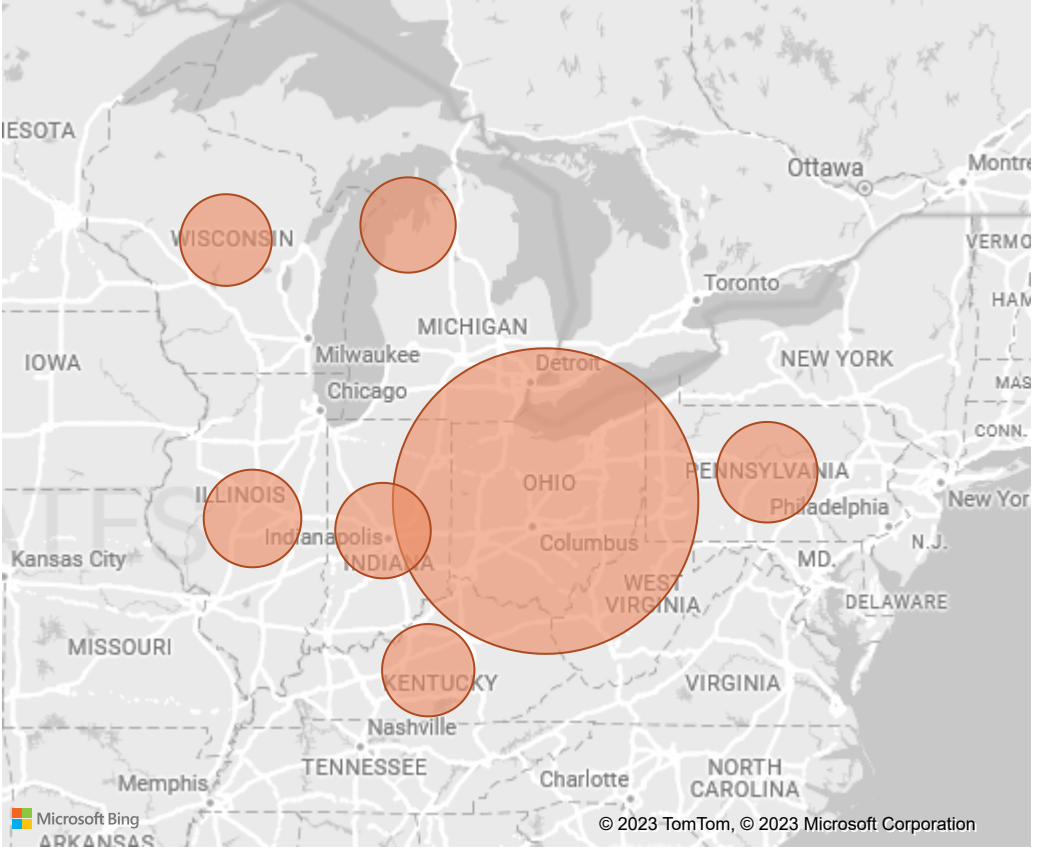 NESOTA
Ottawa
Montre
WISCONSIN
VERMO
Toronto
HAM
MICHIGAN
Milwaukee
Detroit
IOWA
NEW YORK
Chicago
MAS
CONN.
PENNSYLVANIA
OHIO
ILLINOIS
New Yor
Philadelphia
ATES
Indianapolis
Columbus
N.J.
Kansas City
INDIANA
MD.
WEST
VIRGINIA
DELAWARE
MISSOURI
KENTUCKY
VIRGINIA
Nashville
TENNESSEE
NORTH
CAROLINA
Charlotte
Memphis
Microsoft Bing
© 2023 TomTom, © 2023 Microsoft Corporation
ARKANSAS